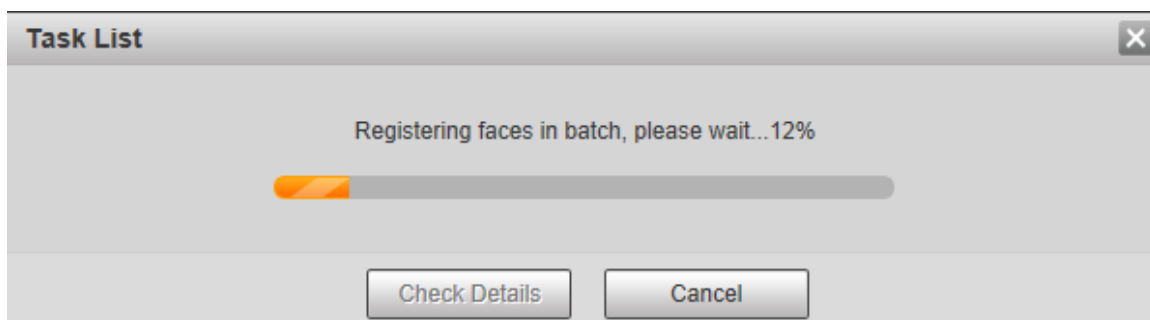 Task List
Registering faces in batch, please wait...12%
Check Details
Cancel